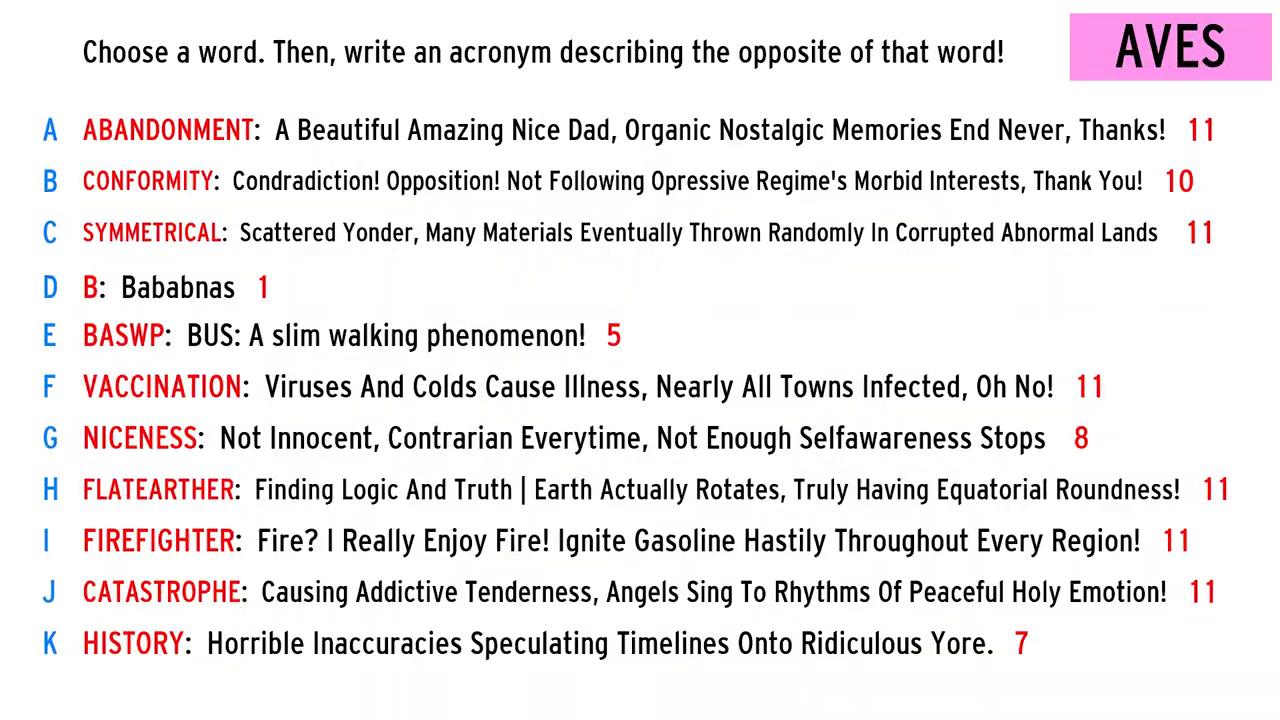 Choose a word. Then, write an acronym describing the opposite of that word!
AVES
A ABANDONMENT: A Beautiful Amazing Nice Dad, Organic Nostalgic Memories End Never, Thanks! 11
B CONFORMITY: Condradiction! Opposition! Not Following Opressive Regime's Morbid Interests, Thank You! 10
C SYMMETRICAL: Scattered Yonder, Many Materials Eventually Thrown Randomly In Corrupted Abnormal Lands 11
D B: Bababnas 1
E BASWP: BUS: A slim walking phenomenon! 5
F VACCINATION: Viruses And Colds Cause Illness, Nearly All Towns Infected, Oh No! 11
G NICENESS: Not Innocent, Contrarian Everytime, Not Enough Selfawareness Stops 8
H FLATEARTHER: Finding Logic And Truth | Earth Actually Rotates, Truly Having Equatorial Roundness! 11
I FIREFIGHTER: Fire? I Really Enjoy Fire! Ignite Gasoline Hastily Throughout Every Region! 11
J CATASTROPHE: Causing Addictive Tenderness, Angels Sing To Rhythms Of Peaceful Holy Emotion! 11
K HISTORY: Horrible Inaccuracies Speculating Timelines Onto Ridiculous Yore. 7